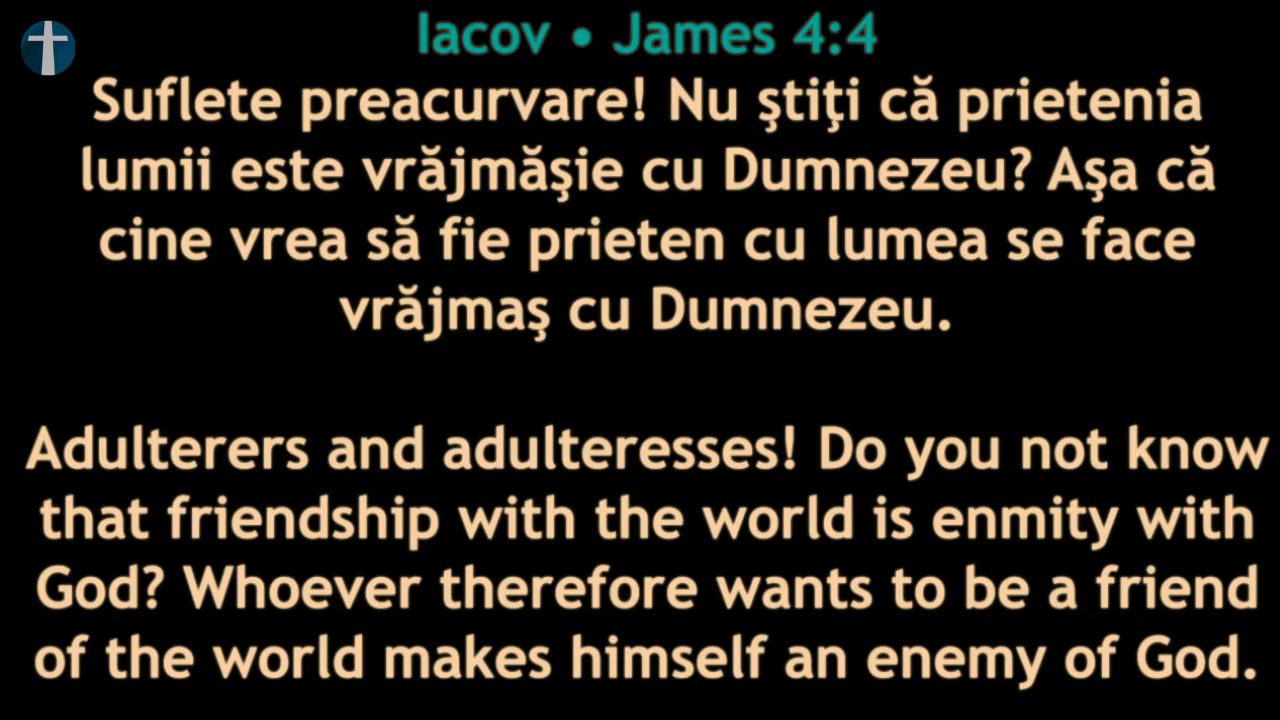 Iacov • James 4:4
Suflete preacurvare! Nu ştiţi că prietenia
lumii este vrăjmăşie cu Dumnezeu? Aşa că
cine vrea să fie prieten cu lumea se face
vrăjmaş cu Dumnezeu.
Adulterers and adulteresses! Do you not know
that friendship with the world is enmity with
God? Whoever therefore wants to be a friend
of the world makes himself an enemy of God.